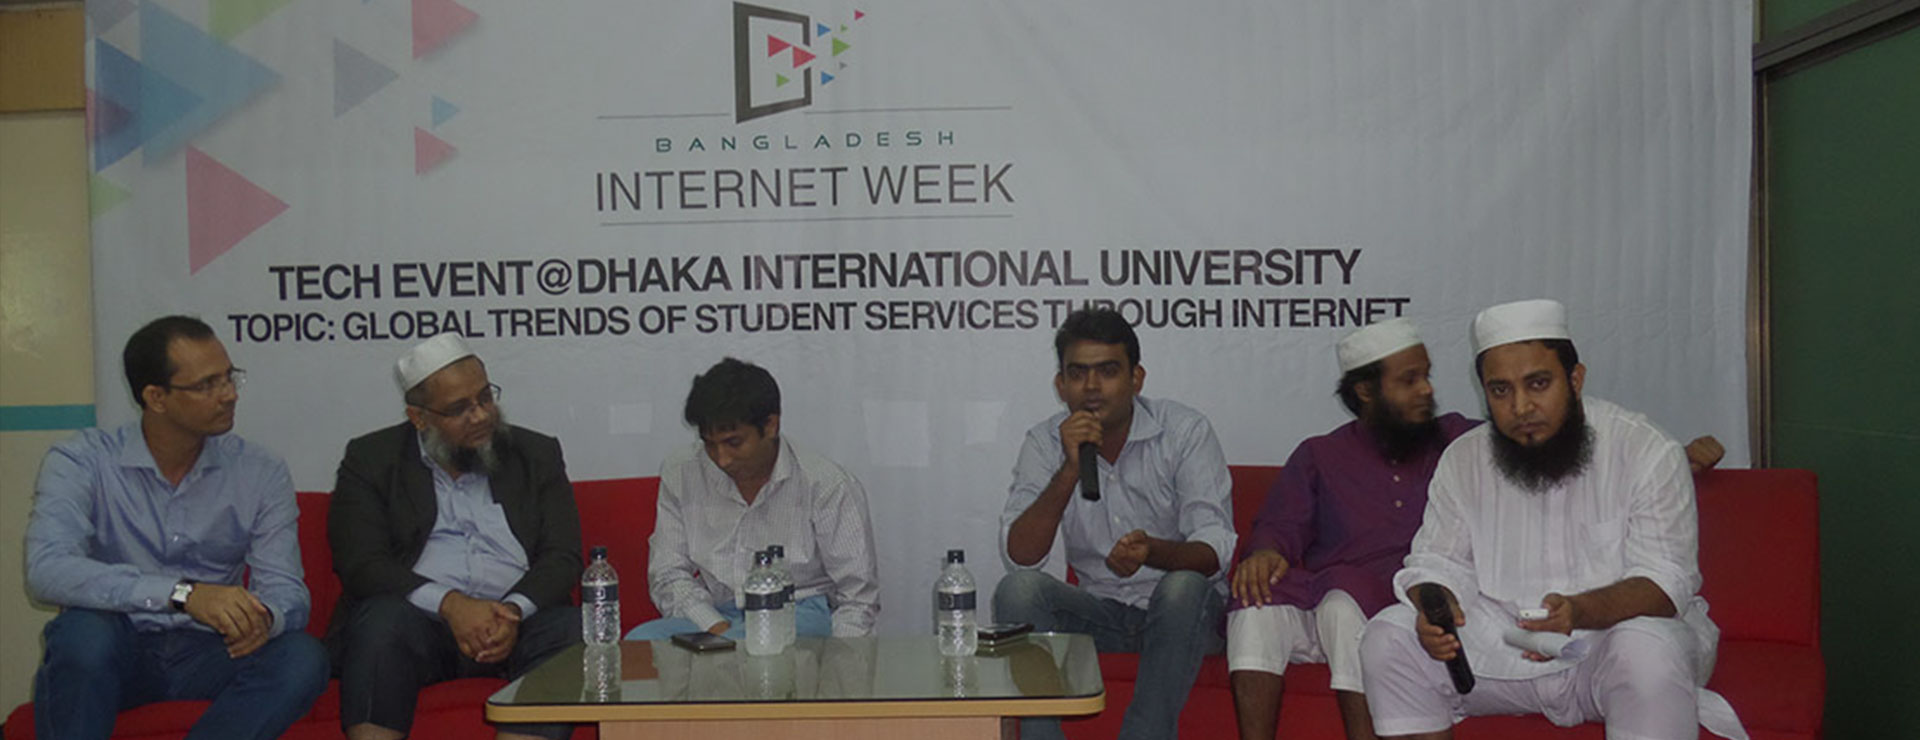 BANGLADESH
INTERNET WEEK
TECH EVENT@DHAKA INTERNATIONAL UNIVERSITY
TOPIC: GLOBAL TRENDS OF STUDENT SERVICES THROUGH INTERNET